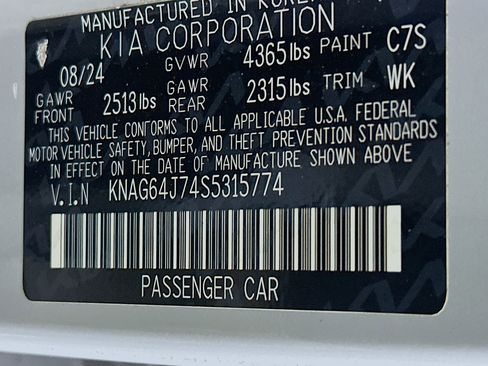 MANUFACTURED IN KOREA
KIA CORPORATION
08/24 GVWR 4365 lbs PAINT C7S
GAWR FRONT 2513 lbs GAWR REAR 2315 lbs TRIM WK
THIS VEHICLE CONFORMS TO ALL APPLICABLE U.S.A. FEDERAL
MOTOR VEHICLE SAFETY, BUMPER, AND THEFT PREVENTION STANDARDS
IN EFFECT ON THE DATE OF MANUFACTURE SHOWN ABOVE
V.I.N KNAG64J74S5315774
PASSENGER CAR